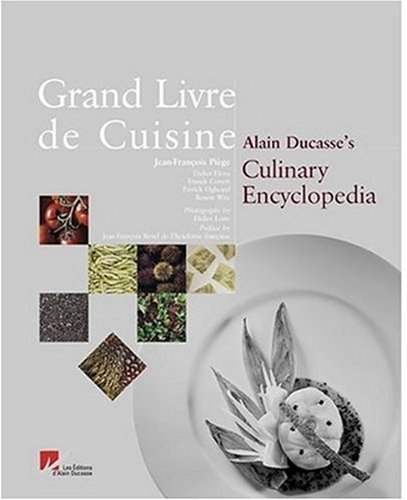 Grand Livre
de Cuisine
Alain Ducasse's
Culinary
Encyclopedia
Jean-François Piège
Didier Elena
Franck Cerutti
Patrick Ogheard
Benoit Witz
Photographs by
Didier Loire
Preface by
Jean-François Revel de l'Académie française
Les Éditions
d'Alain Ducasse